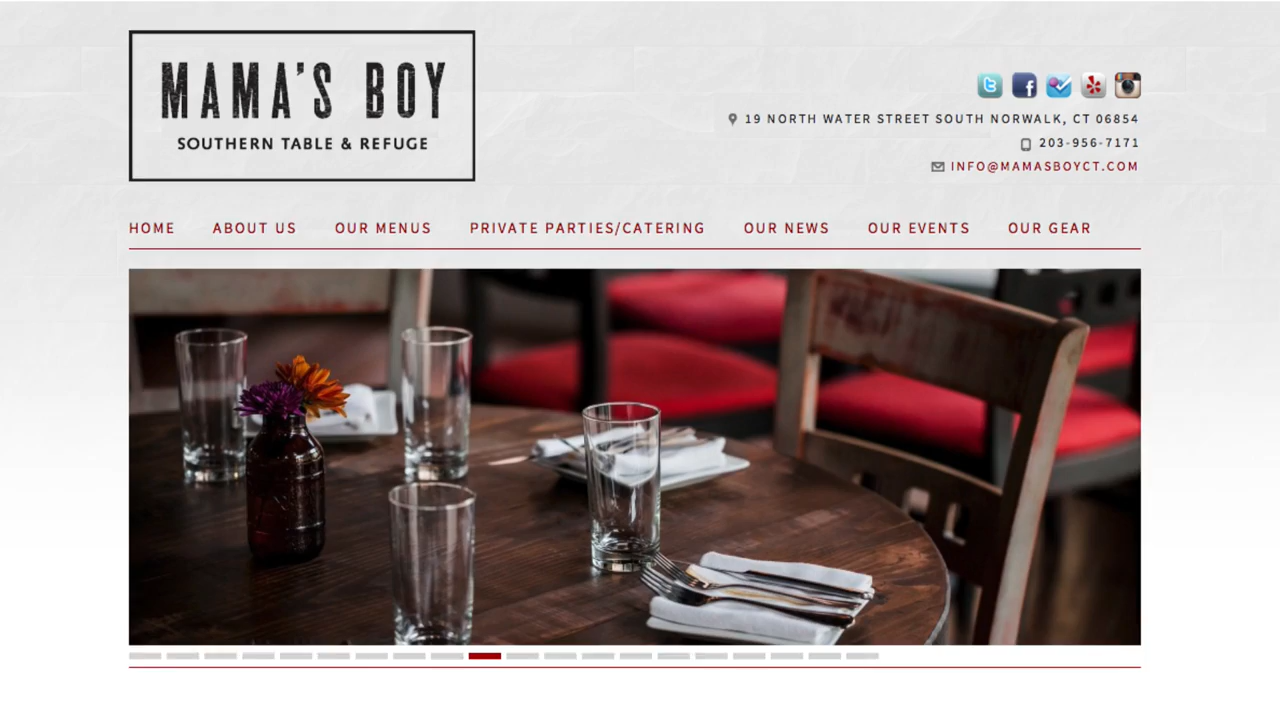 MAMA'S BOY
SOUTHERN TABLE & REFUGE
19 NORTH WATER STREET SOUTH NORWALK, CT 06854
203-956-7171
INFO@MAMASBOYCT.COM
HOME ABOUT US OUR MENUS PRIVATE PARTIES/CATERING OUR NEWS OUR EVENTS OUR GEAR